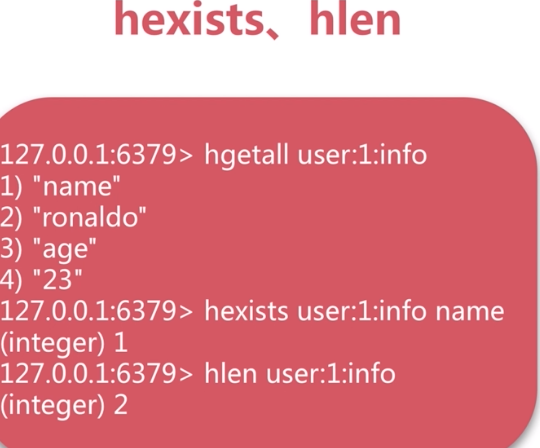 hexists、hlen
127.0.0.1:6379> hgetall user:1:info
1) "name"
2) "ronaldo"
3) "age"
4) "23"
127.0.0.1:6379> hexists user:1:info name
(integer) 1
127.0.0.1:6379> hlen user:1:info
(integer) 2